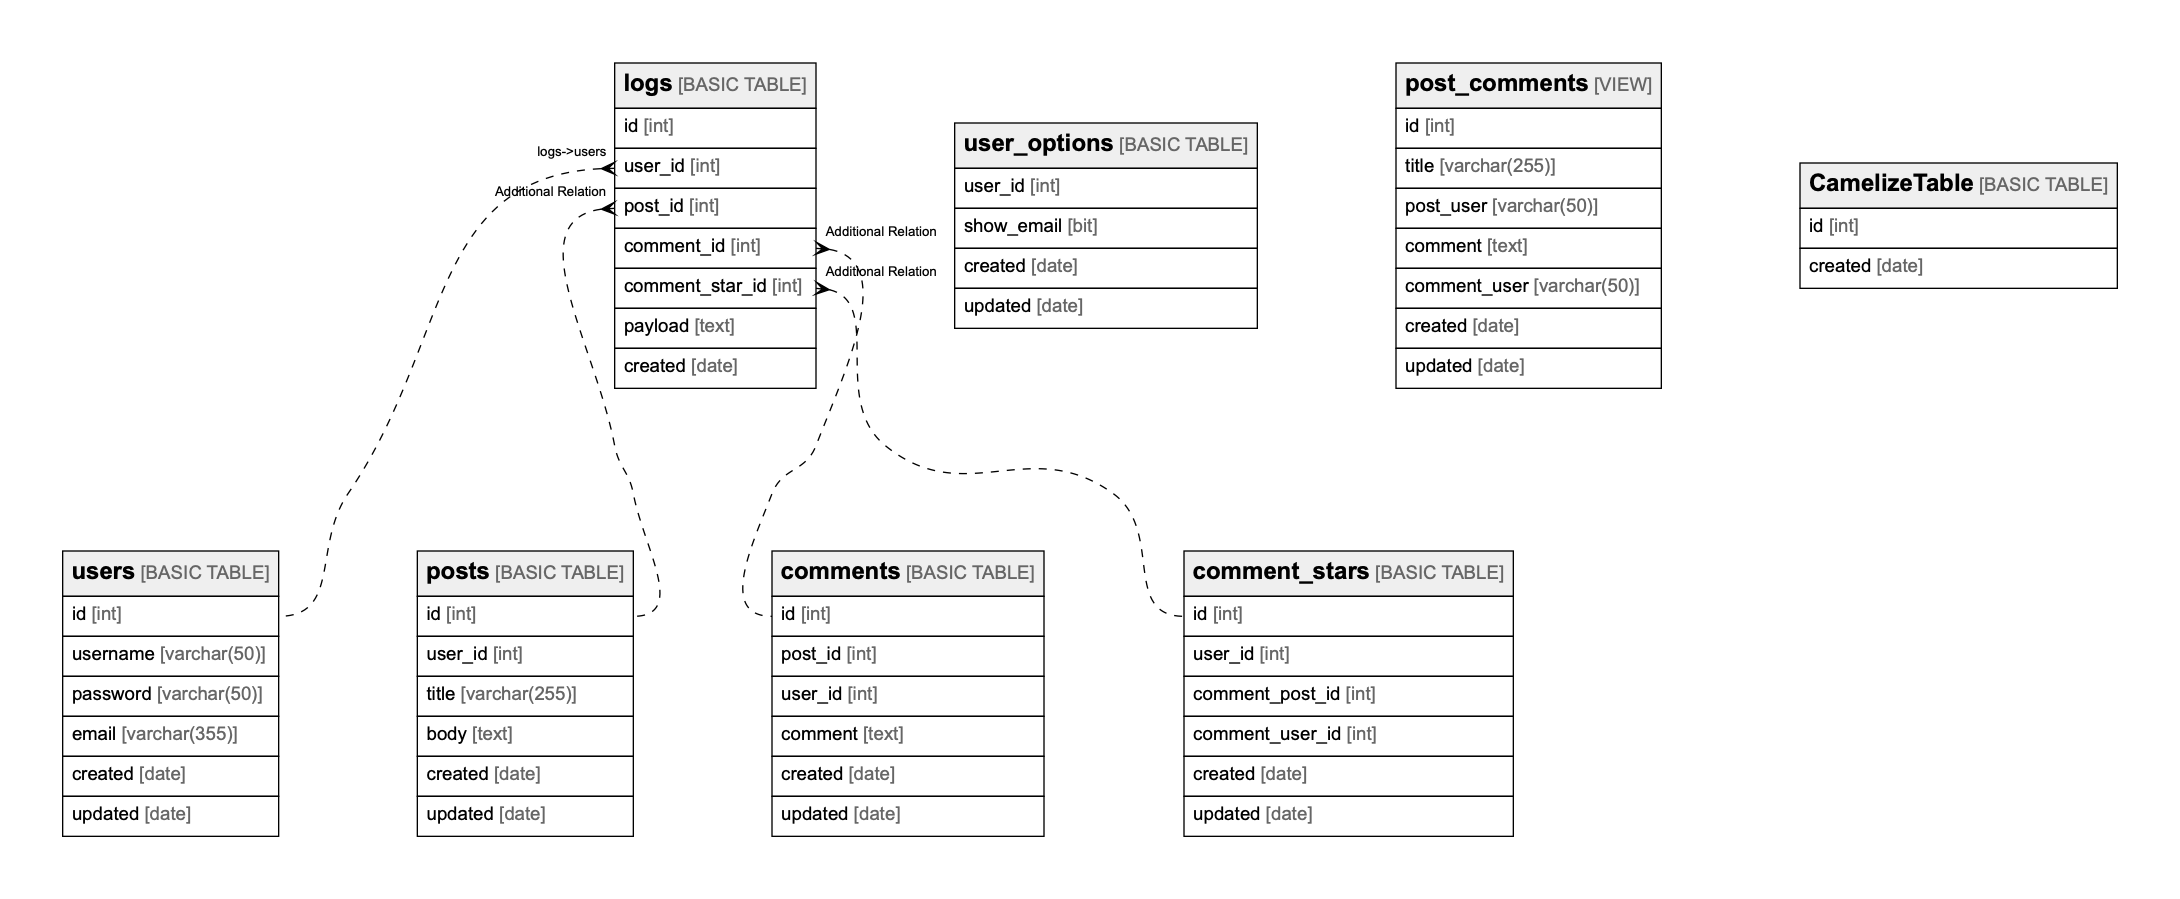 logs [BASIC TABLE]
id [int]
user_id [int]
post_id [int]
comment_id [int]
comment_star_id [int]
payload [text]
created [date]
logs->users
Additional Relation
Additional Relation
Additional Relation
user_options [BASIC TABLE]
user_id [int]
show_email [bit]
created [date]
updated [date]
post_comments [VIEW]
id [int]
title [varchar(255)]
post_user [varchar(50)]
comment [text]
comment_user [varchar(50)]
created [date]
updated [date]
CamelizeTable [BASIC TABLE]
id [int]
created [date]
users [BASIC TABLE]
id [int]
username [varchar(50)]
password [varchar(50)]
email [varchar(355)]
created [date]
updated [date]
posts [BASIC TABLE]
id [int]
user_id [int]
title [varchar(255)]
body [text]
created [date]
updated [date]
comments [BASIC TABLE]
id [int]
post_id [int]
user_id [int]
comment [text]
created [date]
updated [date]
comment_stars [BASIC TABLE]
id [int]
user_id [int]
comment_post_id [int]
comment_user_id [int]
created [date]
updated [date]